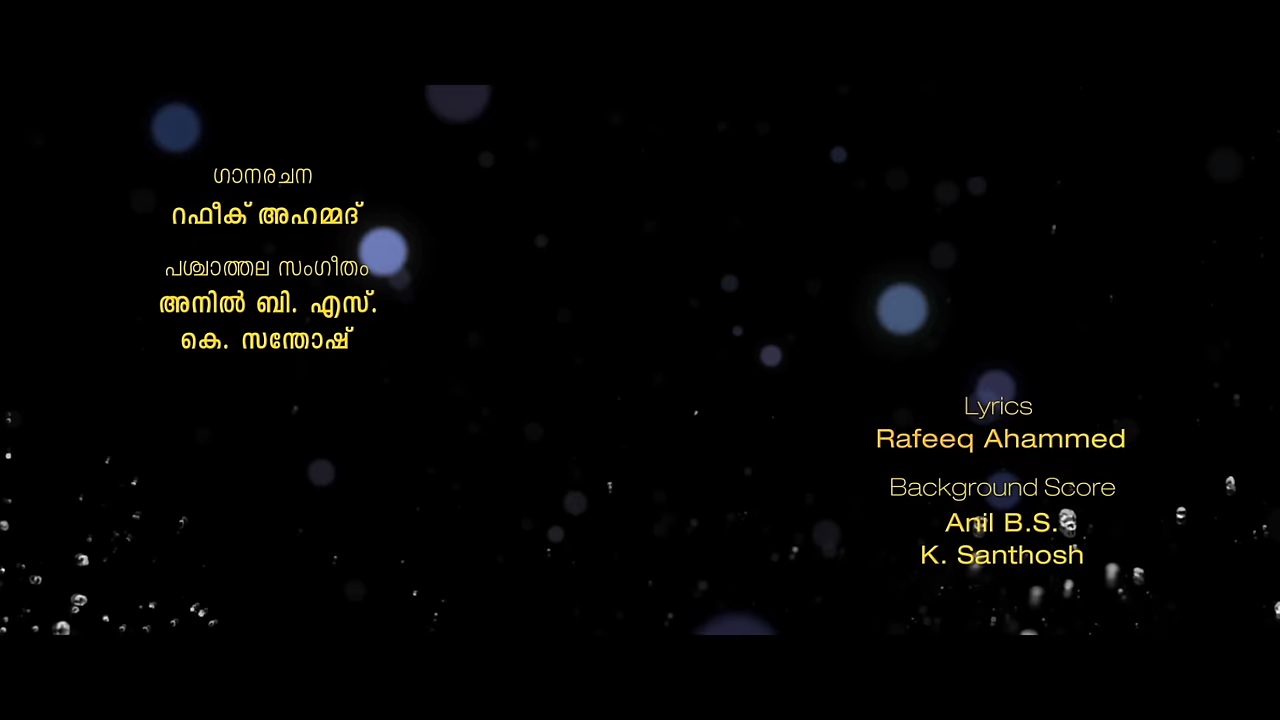 ഗാനരചന
റഫീക് അഹമ്മദ്
പശ്ചാത്തല സംഗീതം
അനിൽ ബി. എസ്.
കെ. സന്തോഷ്
Lyrics
Rafeeq Ahammed
Background Score
Anil B.S.
K. Santhosh